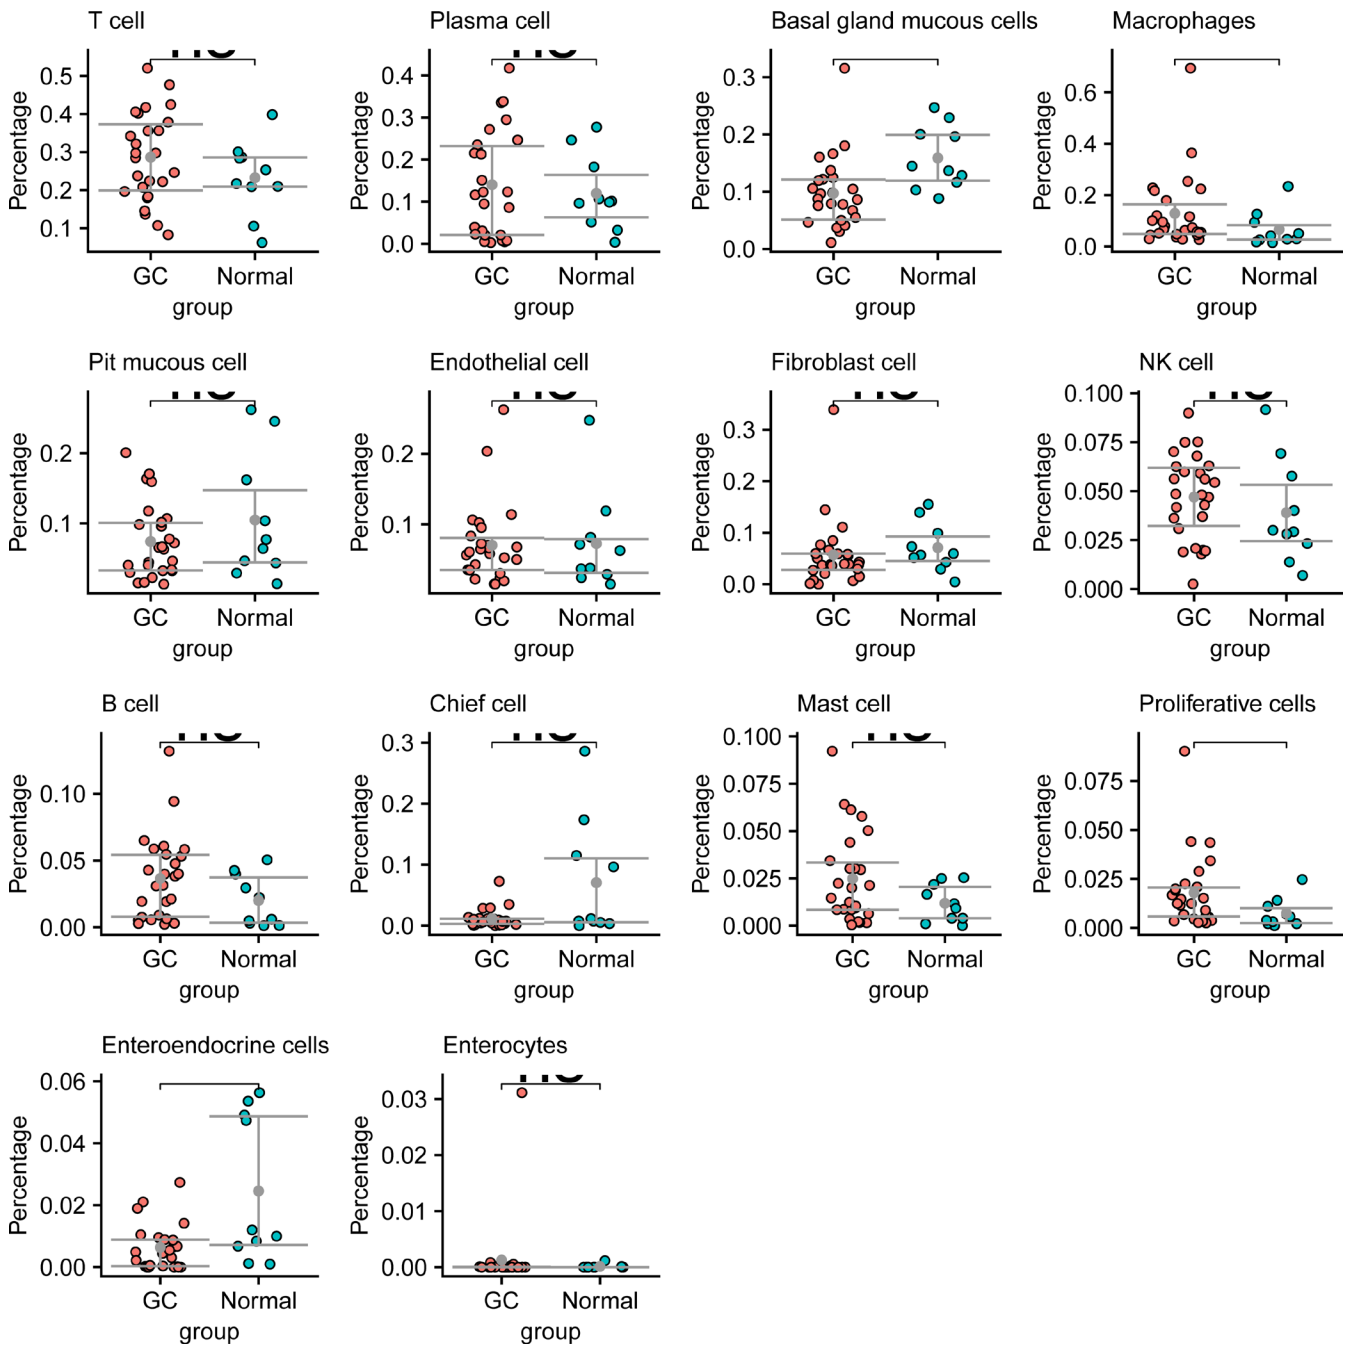 T cell
Percentage
0.5
0.4
0.3
0.2
0.1
GC Normal
group
Plasma cell
Percentage
0.4
0.3
0.2
0.1
0.0
GC Normal
group
Basal gland mucous cells
Percentage
0.3
0.2
0.1
0.0
GC Normal
group
Macrophages
Percentage
0.6
0.4
0.2
0.0
GC Normal
group
Pit mucous cell
Percentage
0.2
0.1
GC Normal
group
Endothelial cell
Percentage
0.2
0.1
GC Normal
group
Fibroblast cell
Percentage
0.3
0.2
0.1
0.0
GC Normal
group
NK cell
Percentage
0.100
0.075
0.050
0.025
0.000
GC Normal
group
B cell
Percentage
0.10
0.05
0.00
GC Normal
group
Chief cell
Percentage
0.3
0.2
0.1
0.0
GC Normal
group
Mast cell
Percentage
0.100
0.075
0.050
0.025
0.000
GC Normal
group
Proliferative cells
Percentage
0.075
0.050
0.025
0.000
GC Normal
group
Enteroendocrine cells
Percentage
0.06
0.04
0.02
0.00
GC Normal
group
Enterocytes
Percentage
0.03
0.02
0.01
0.00
GC Normal
group